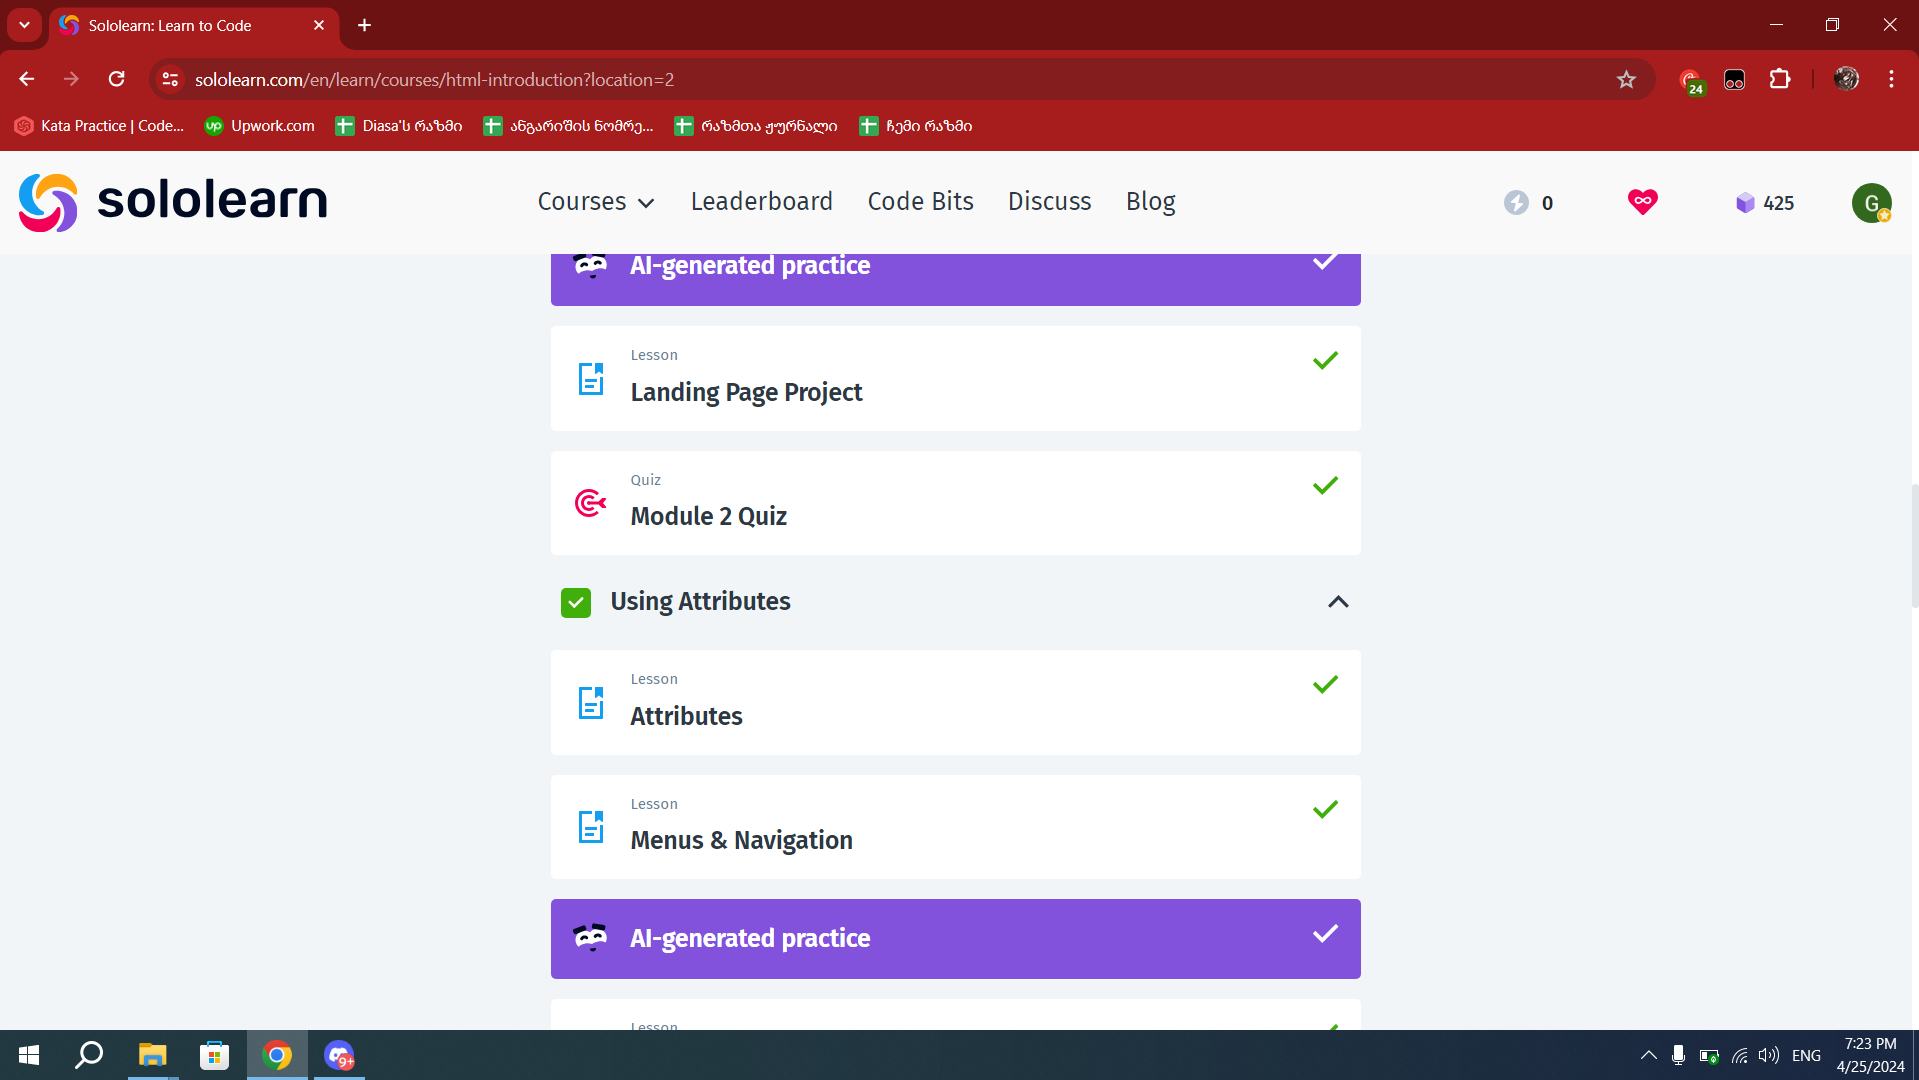 Sololearn: Learn to Code
sololearn.com/en/learn/courses/html-introduction?location=2
24
Kata Practice | Code...
up
Upwork.com
Diasa'ს რაზმი
ანგარიშის ნომრე...
რაზმთა ჟურნალი
ჩემი რაზმი
sololearn
Courses
Leaderboard
Code Bits
Discuss
Blog
0
425
G
AI-generated practice
Lesson
Landing Page Project
Quiz
Module 2 Quiz
Using Attributes
Lesson
Attributes
Lesson
Menus & Navigation
AI-generated practice
Lesson
9+
ENG
7:23 PM
4/25/2024